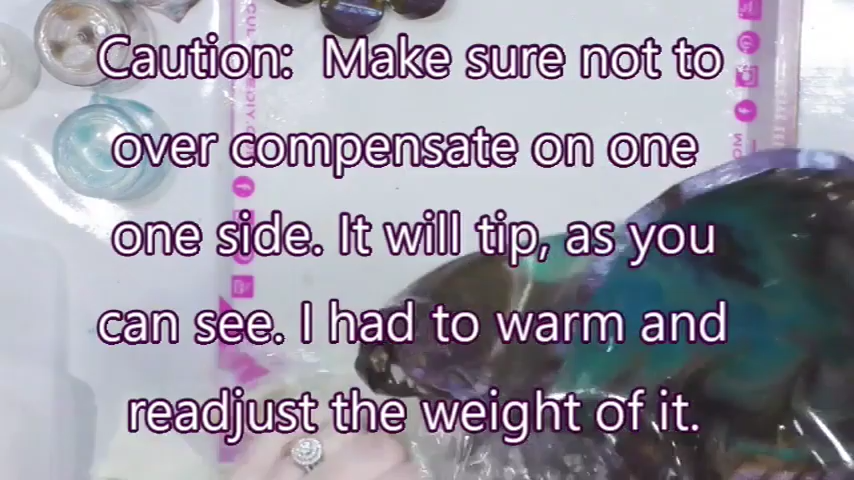 Caution: Make sure not to
over compensate on one
one side. It will tip, as you
can see. I had to warm and
readjust the weight of it.